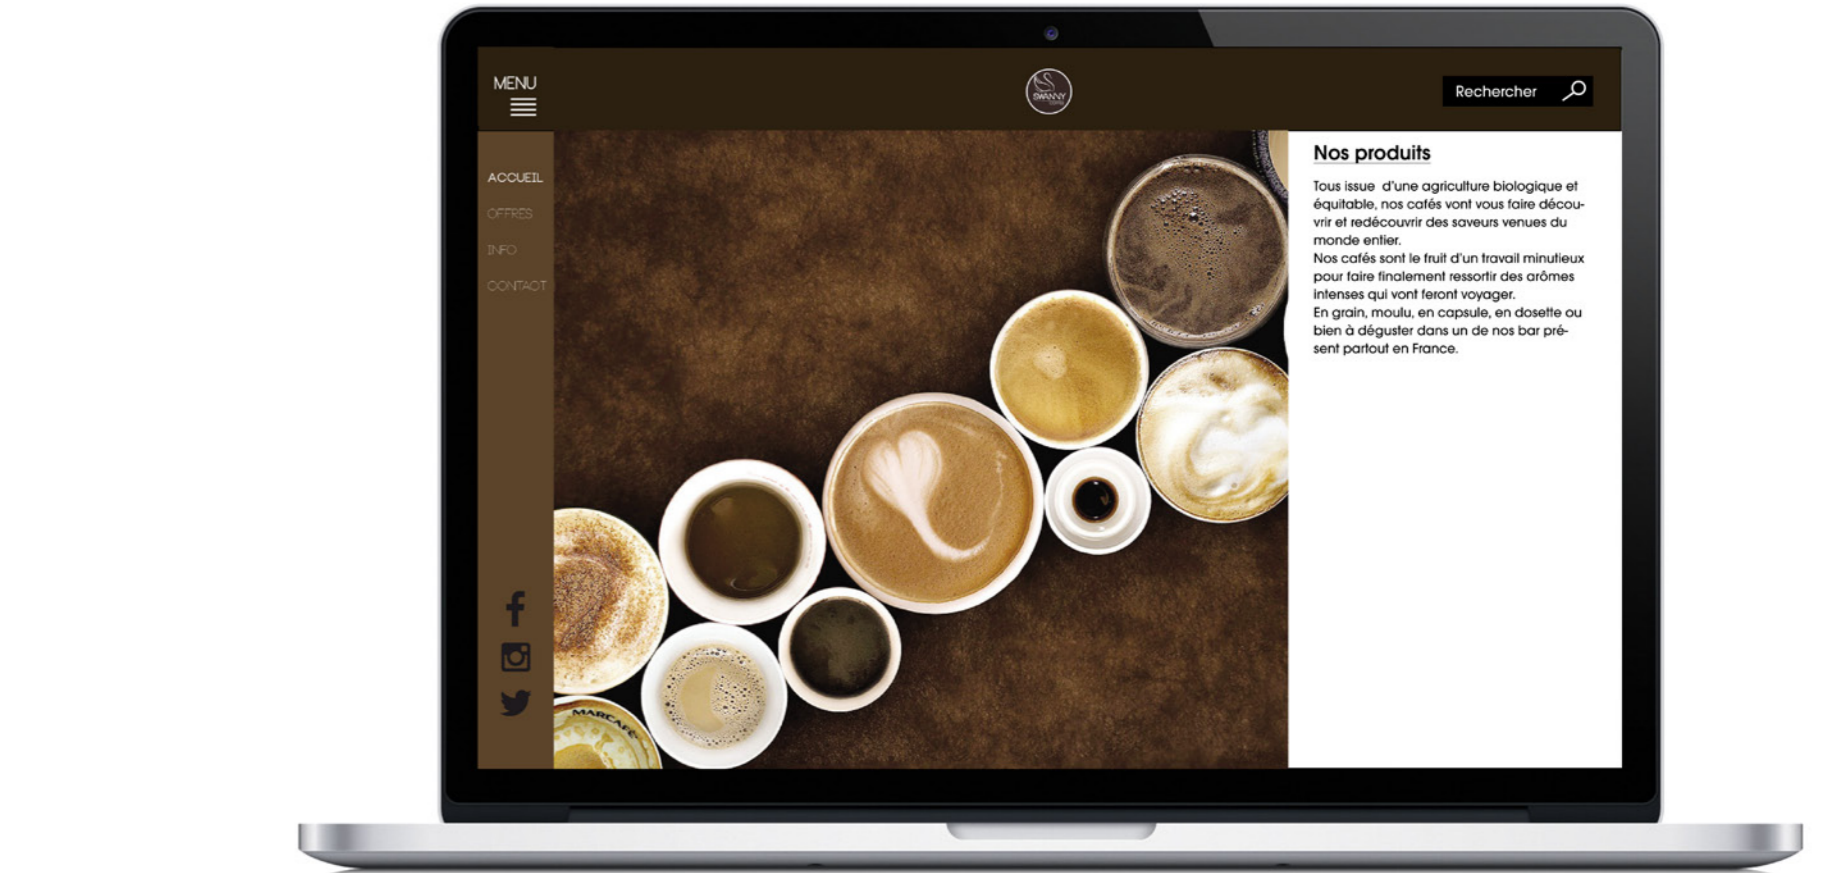 MENU
SWANNY
Rechercher
ACCUEIL
OFFRES
INFO
CONTACT
Nos produits
Tous issue  d'une agriculture biologique et
équitable, nos cafés vont vous faire décou-
vrir et redécouvrir des saveurs venues du
monde entier.
Nos cafés sont le fruit d'un travail minutieux
pour faire finalement ressortir des arômes
intenses qui vont feront voyager.
En grain, moulu, en capsule, en dosette ou
bien à déguster dans un de nos bar pré-
sent partout en France.
MARCAFÉ